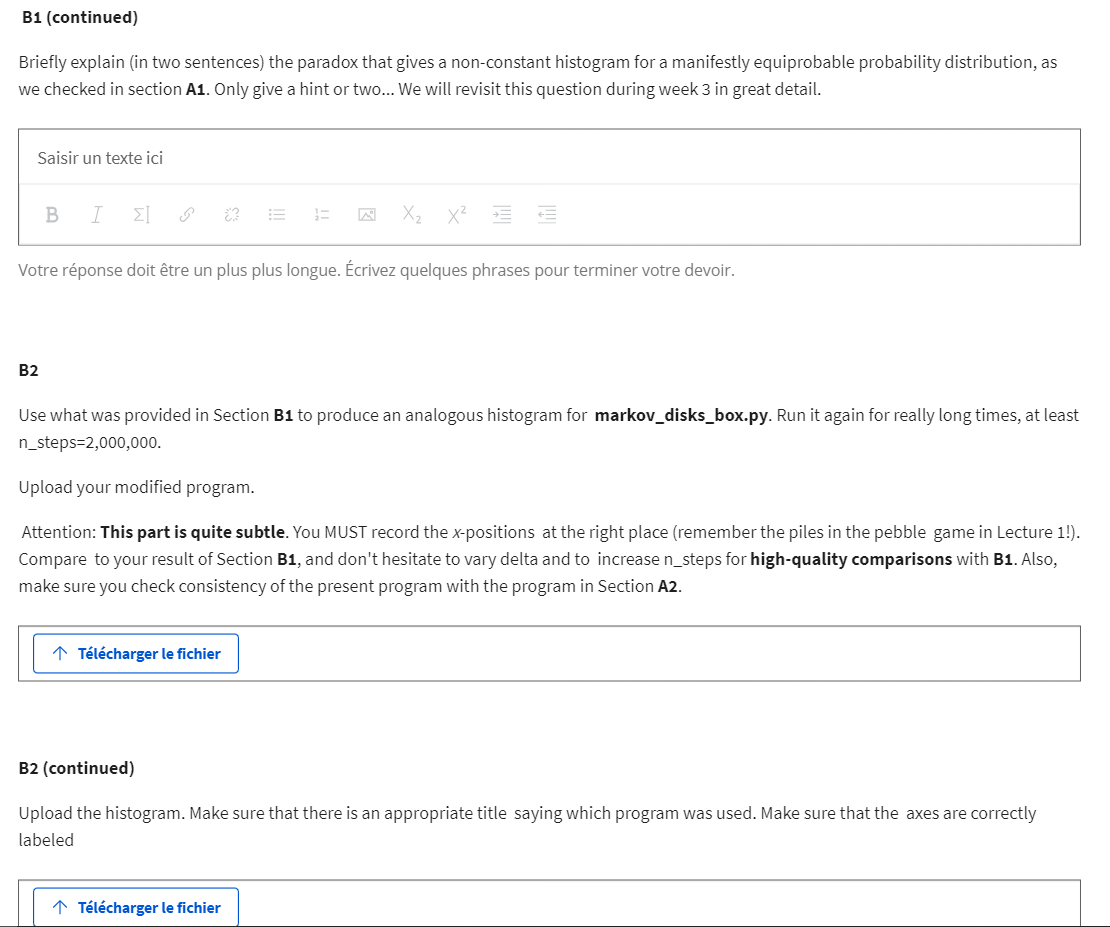 B1 (continued)
Briefly explain (in two sentences) the paradox that gives a non-constant histogram for a manifestly equiprobable probability distribution, as
we checked in section A1. Only give a hint or two... We will revisit this question during week 3 in great detail.
Saisir un texte ici
B I Σ| X₂ X²
Votre réponse doit être un plus plus longue. Écrivez quelques phrases pour terminer votre devoir.
B2
Use what was provided in Section B1 to produce an analogous histogram for markov_disks_box.py. Run it again for really long times, at least
n_steps=2,000,000.
Upload your modified program.
Attention: This part is quite subtle. You MUST record the x-positions at the right place (remember the piles in the pebble game in Lecture 1!).
Compare to your result of Section B1, and don't hesitate to vary delta and to increase n_steps for high-quality comparisons with B1. Also,
make sure you check consistency of the present program with the program in Section A2.
Télécharger le fichier
B2 (continued)
Upload the histogram. Make sure that there is an appropriate title saying which program was used. Make sure that the axes are correctly
labeled
Télécharger le fichier